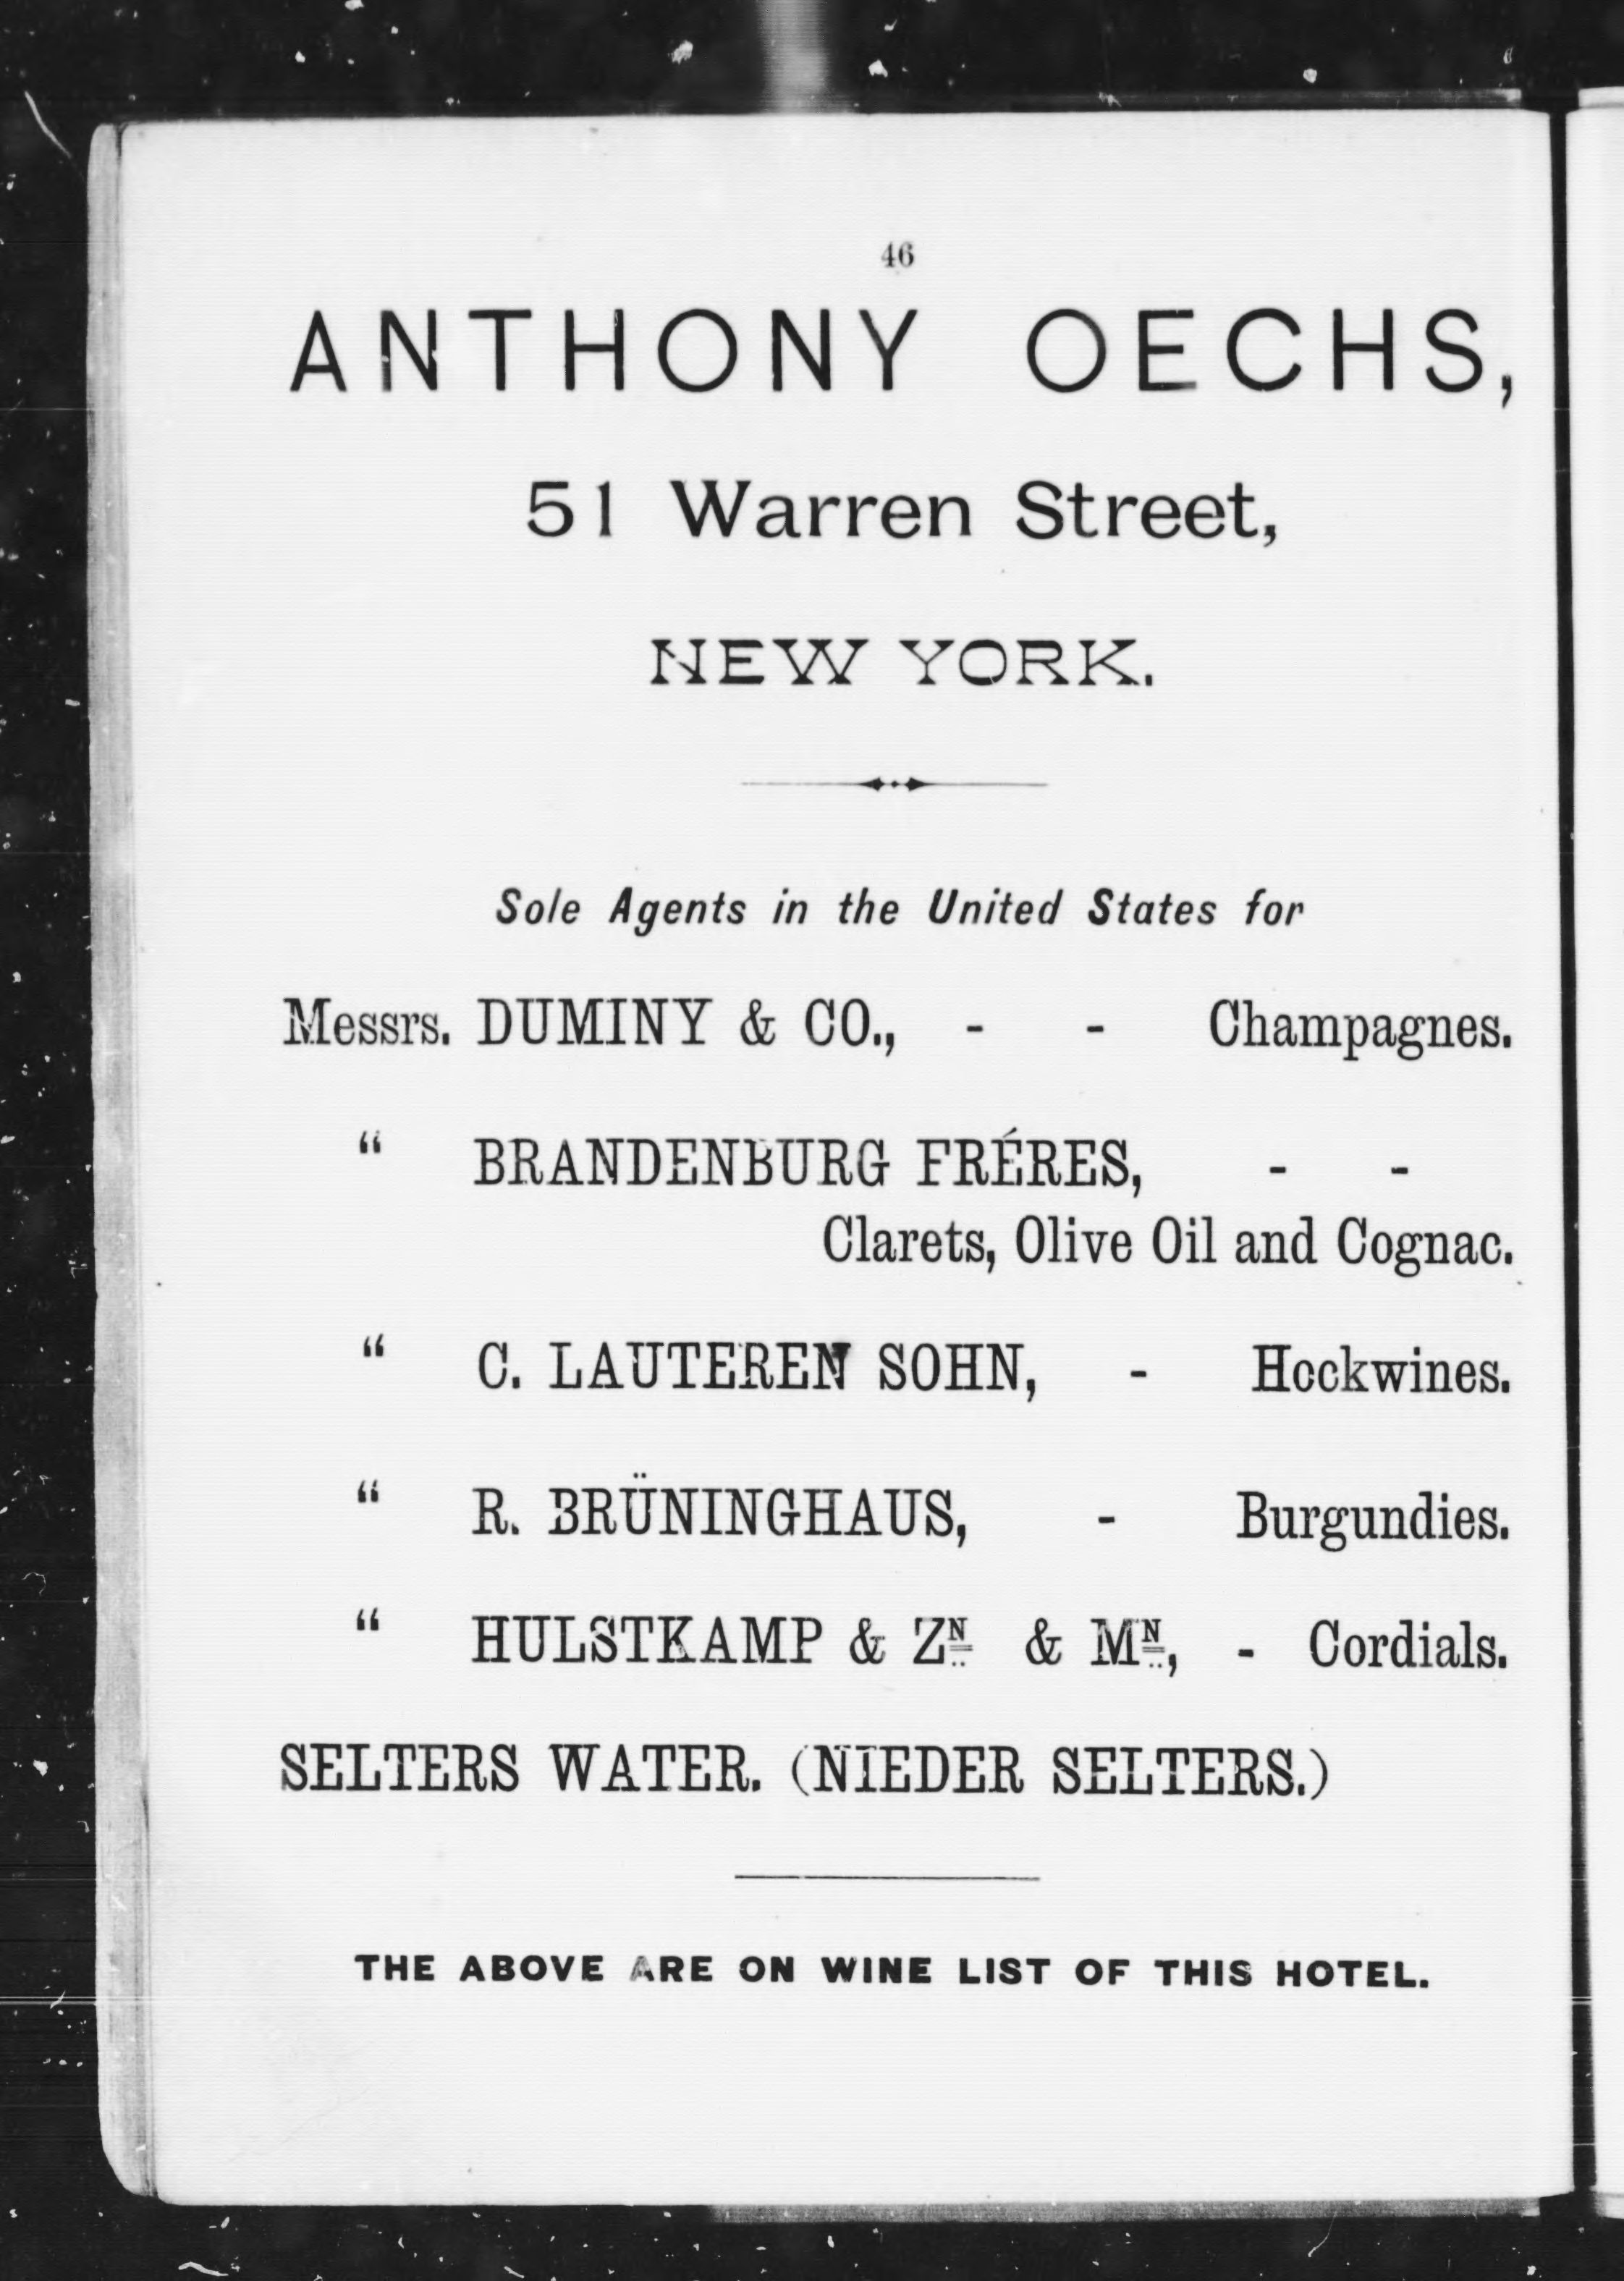 46
ANTHONY OECHS,
51 Warren Street,
NEW YORK.
Sole Agents in the United States for
Messrs. DUMINY & CO., - - Champagnes.
“ BRANDENBURG FRÉRES, - -
Clarets, Olive Oil and Cognac.
“ C. LAUTEREN SOHN, - Hockwines.
“ R. BRÜNINGHAUS, - Burgundies.
“ HULSTKAMP & ZN & MN, - Cordials.
SELTERS WATER. (NIEDER SELTERS.)
THE ABOVE ARE ON WINE LIST OF THIS HOTEL.